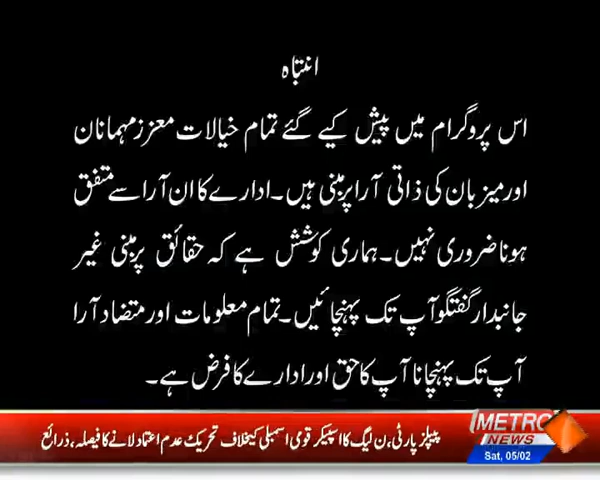 انتباہ
اس پروگرام میں پیش کیے گئے تمام خیالات معزز مہمانان
اور میزبان کی ذاتی آرا پر مبنی ہیں۔ ادارے کا ان آرا سے متفق
ہونا ضروری نہیں۔ ہماری کوشش ہے کہ حقائق پر مبنی غیر
جانبدار گفتگو آپ تک پہنچائیں۔ تمام معلومات اور متضاد آرا
آپ تک پہنچانا آپ کا حق اور ادارے کا فرض ہے۔
پیپلز پارٹی، ن لیگ کا اسپیکر قومی اسمبلی کیخلاف تحریک عدم اعتماد لانے کا فیصلہ، ذرائع
METRO
NEWS
Sat, 05/02